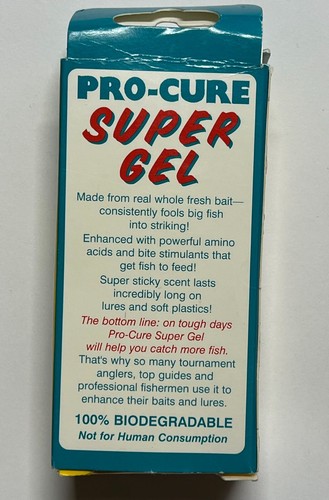 PRO-CURE
SUPER
GEL
Made from real whole fresh bait—
consistently fools big fish
into striking!
Enhanced with powerful amino
acids and bite stimulants that
get fish to feed!
Super sticky scent lasts
incredibly long on
lures and soft plastics!
The bottom line: on tough days
Pro-Cure Super Gel
will help you catch more fish.
That's why so many tournament
anglers, top guides and
professional fishermen use it to
enhance their baits and lures.
100% BIODEGRADABLE
Not for Human Consumption